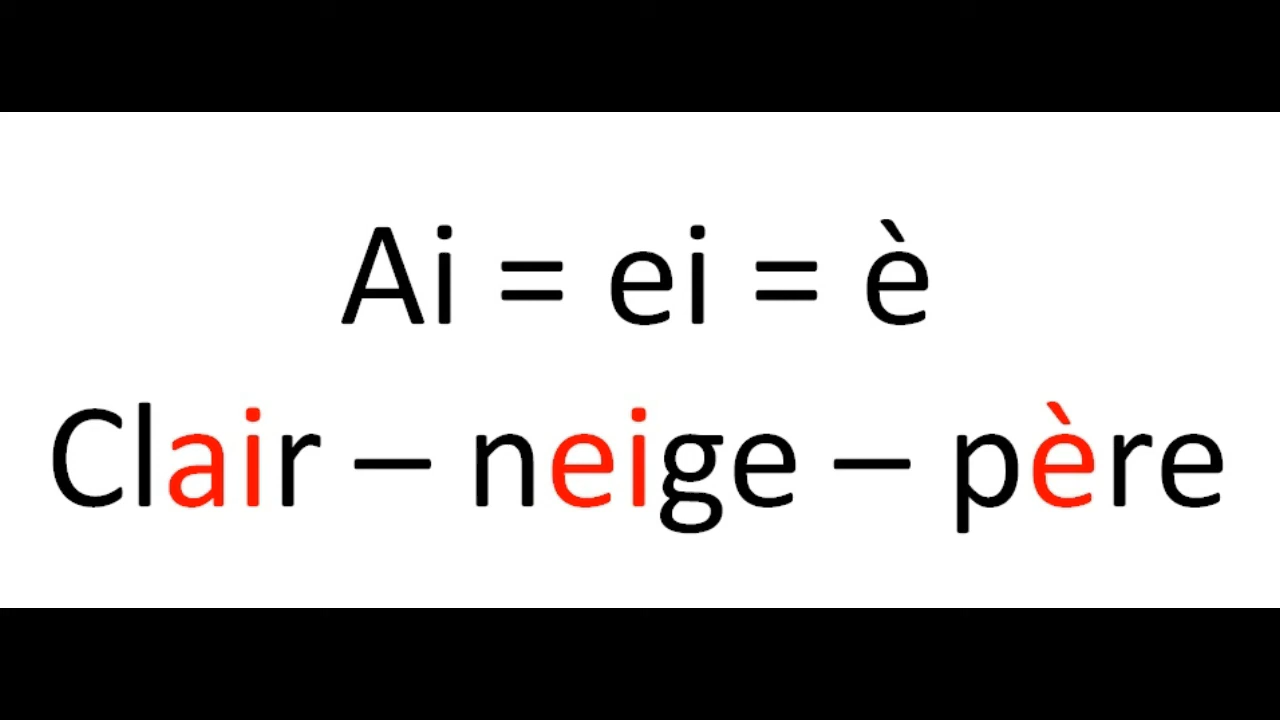 Ai = ei = è
Clair – neige – père